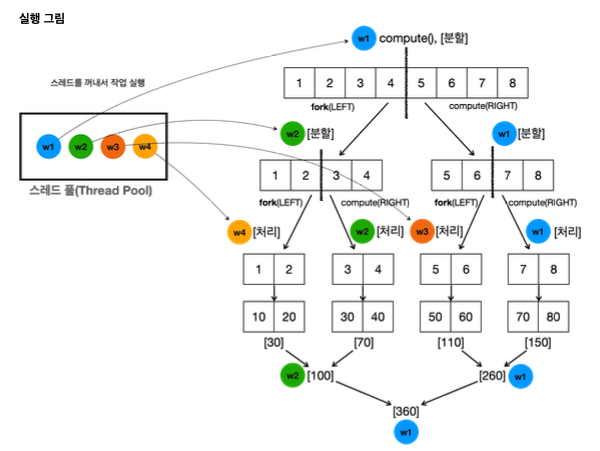 실행 그림
w1 compute(), [분할]
스레드를 꺼내서 작업 실행
1 2 3 4 5 6 7 8
fork(LEFT) compute(RIGHT)
w2 [분할] w1 [분할]
w1 w2 w3 w4
스레드 풀(Thread Pool)
1 2 3 4 5 6 7 8
fork(LEFT) compute(RIGHT) fork(LEFT) compute(RIGHT)
w4 [처리] w2 [처리] w3 [처리] w1 [처리]
1 2 3 4 5 6 7 8
10 20 30 40 50 60 70 80
[30] [70] [110] [150]
w2 [100] [260] w1
[360]
w1